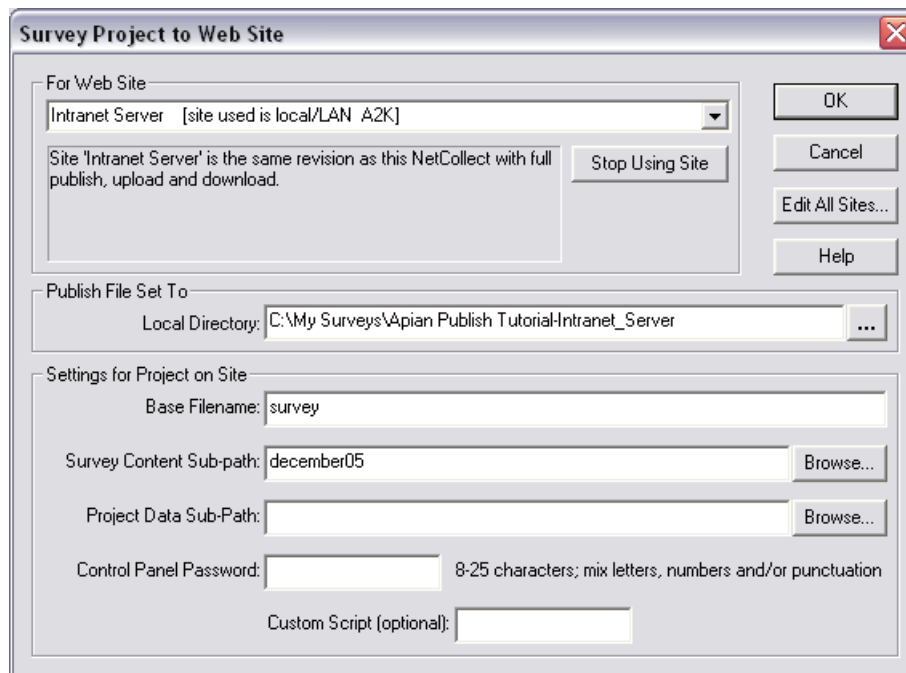 Survey Project to Web Site
For Web Site
Intranet Server [site used is local/LAN A2K]
Site 'Intranet Server' is the same revision as this NetCollect with full
publish, upload and download.
Stop Using Site
OK
Cancel
Edit All Sites...
Help
Publish File Set To
Local Directory: C:\My Surveys\Apian Publish Tutorial-Intranet_Server
...
Settings for Project on Site
Base Filename: survey
Survey Content Sub-path: december05
Browse...
Project Data Sub-Path:
Browse...
Control Panel Password:
8-25 characters; mix letters, numbers and/or punctuation
Custom Script (optional):